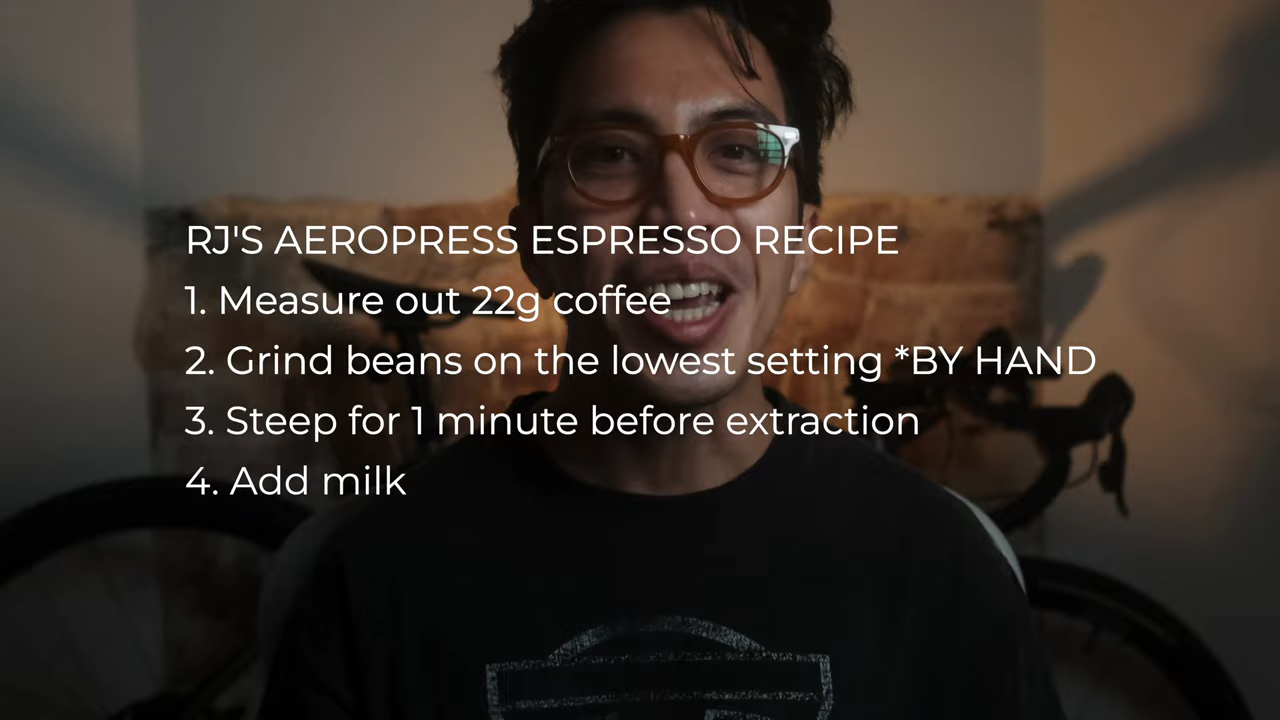 RJ'S AEROPRESS ESPRESSO RECIPE
1. Measure out 22g coffee
2. Grind beans on the lowest setting *BY HAND
3. Steep for 1 minute before extraction
4. Add milk